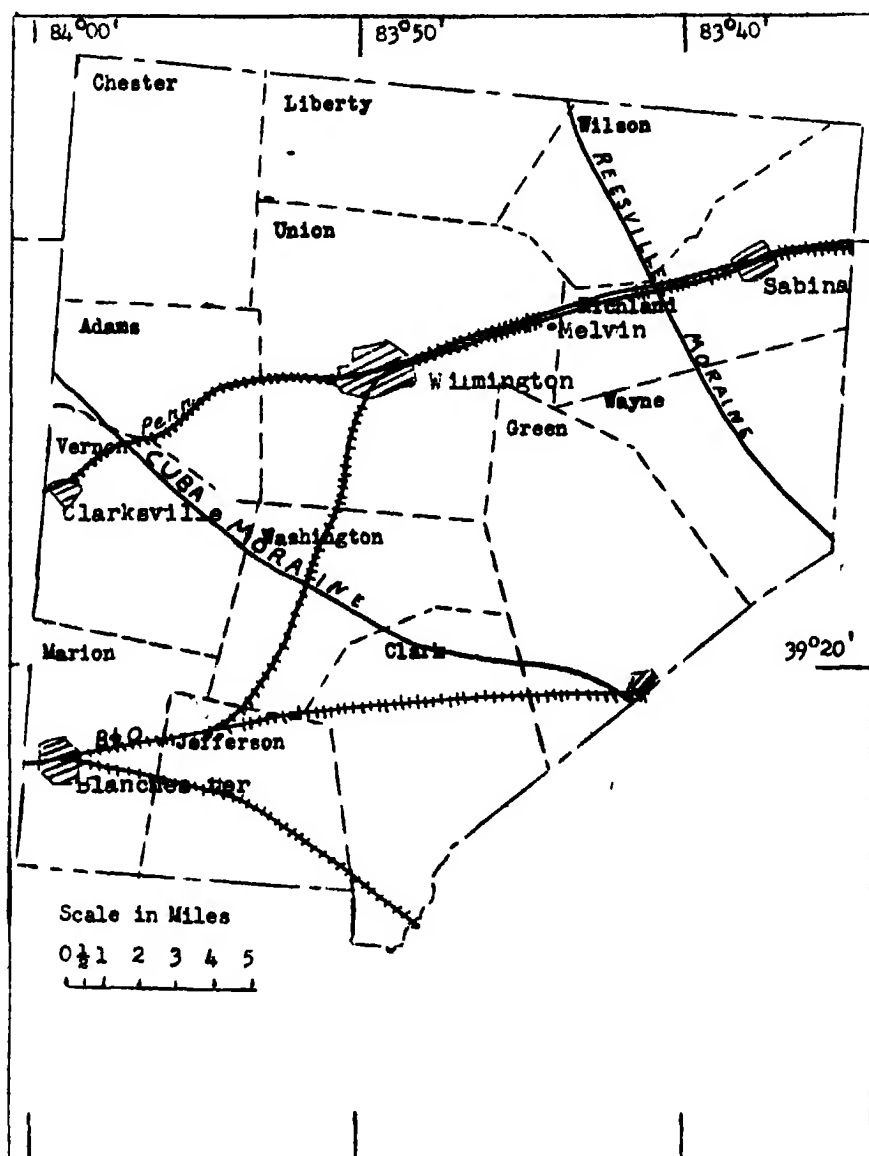 84°00'
83°50'
83°40'
Chester
Liberty
Wilson
REESVILLE
Union
Sabina
Richland
Melvin
Adams
MORAINE
Wilmington
Wayne
Penn
Green
Vernon
CUBA
Clarksville
MORAINE
Washington
Marion
Clark
39°20'
B&O
Jefferson
Scale in Miles
0 ½ 1 2 3 4 5